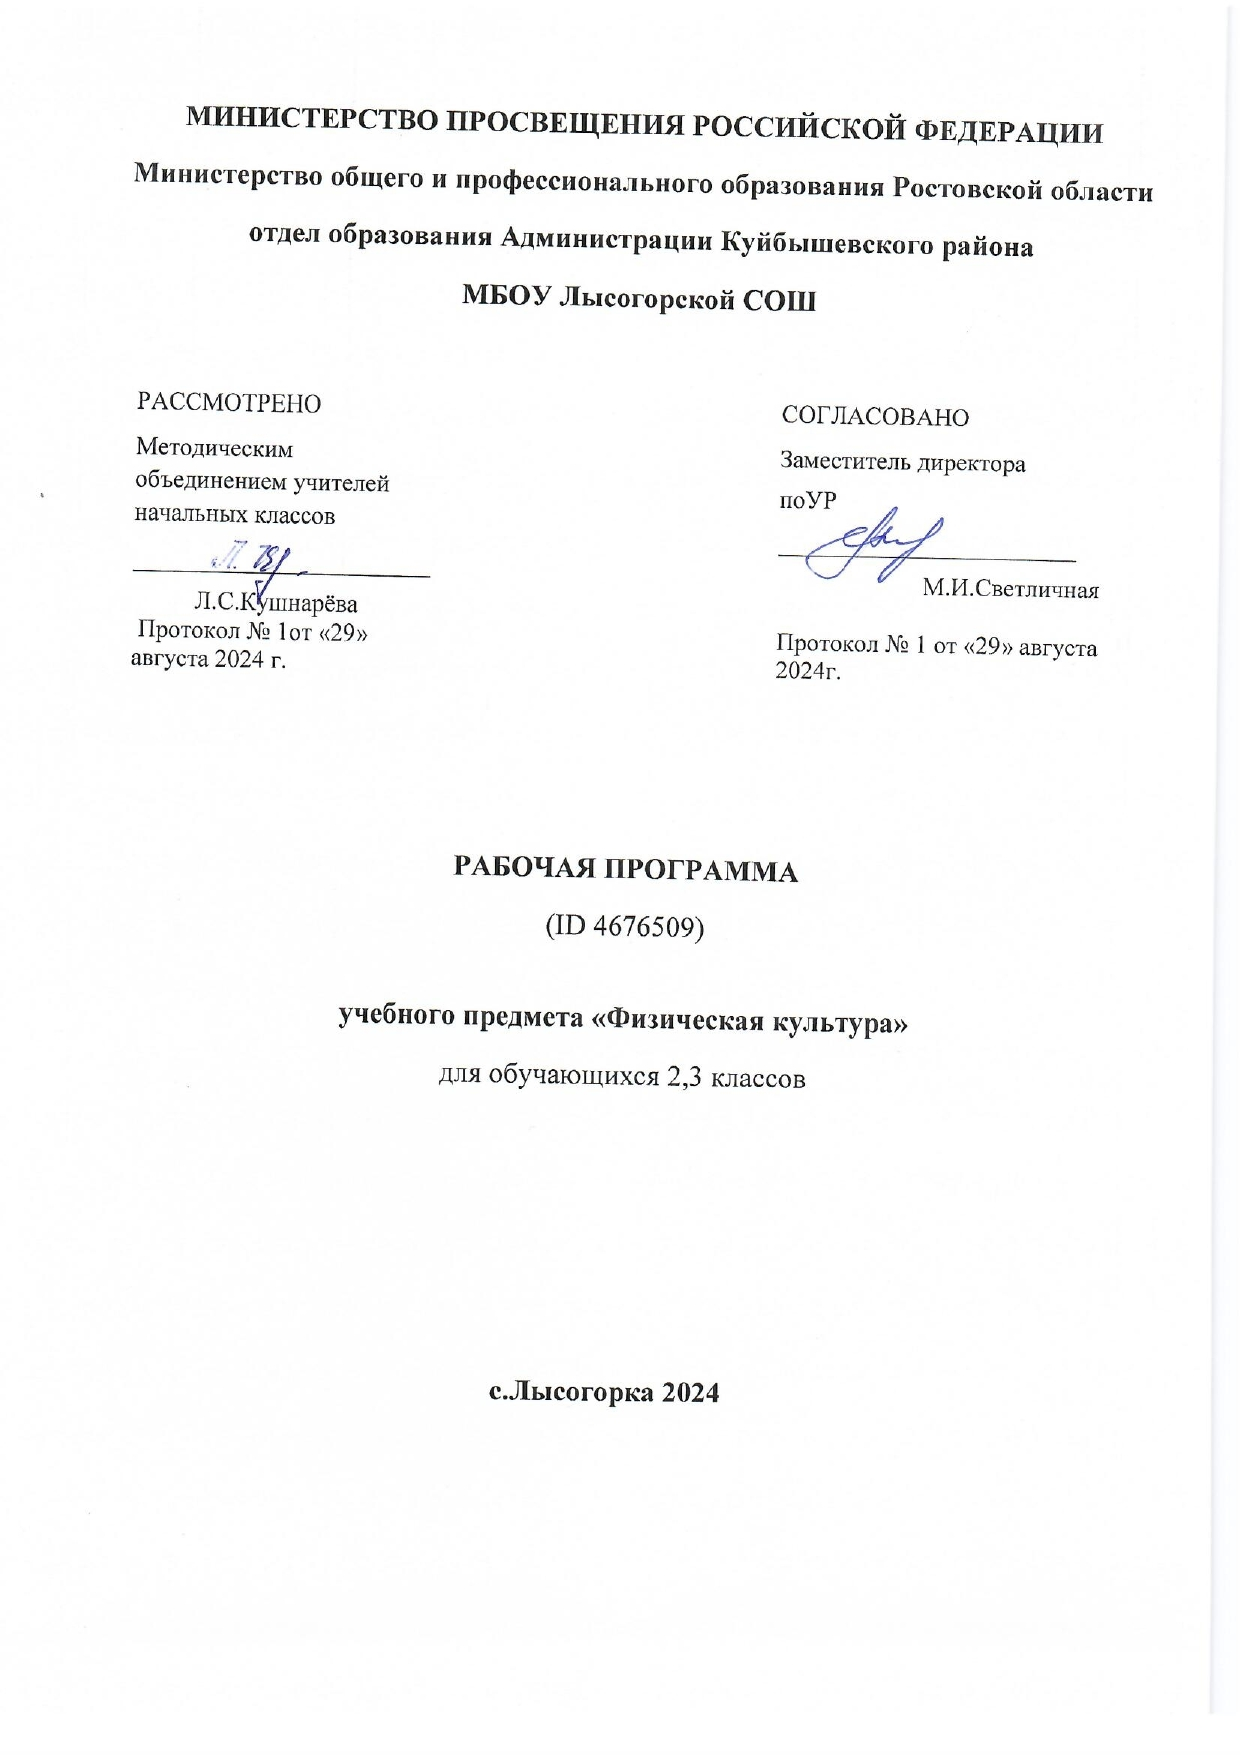 МИНИСТЕРСТВО ПРОСВЕЩЕНИЯ РОССИЙСКОЙ ФЕДЕРАЦИИ
Министерство общего и профессионального образования Ростовской области
отдел образования Администрации Куйбышевского района
МБОУ Лысогорской СОШ
РАССМОТРЕНО
Методическим
объединением учителей
начальных классов
Л.С.Кушнарёва
Протокол № 1от «29»
августа 2024 г.
СОГЛАСОВАНО
Заместитель директора
поУР
М.И.Светличная
Протокол № 1 от «29» августа
2024г.
РАБОЧАЯ ПРОГРАММА
(ID 4676509)
учебного предмета «Физическая культура»
для обучающихся 2,3 классов
с.Лысогорка 2024